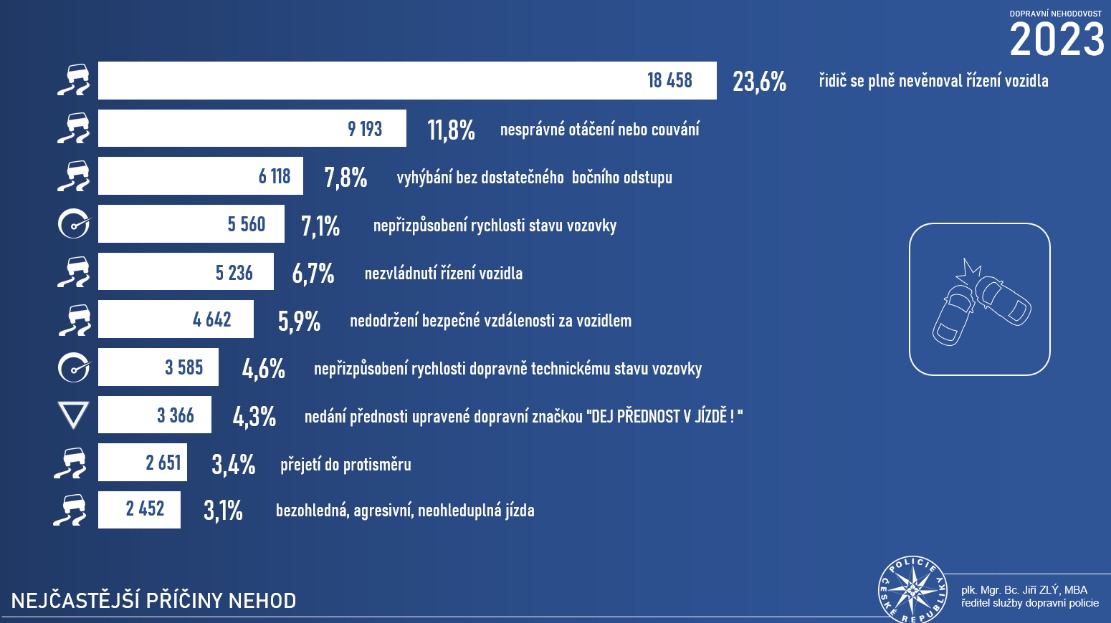 DOPRAVNÍ NEHODOVOST
2023
18 458 23,6% řidič se plně nevěnoval řízení vozidla
9 193 11,8% nesprávné otáčení nebo couvání
6 118 7,8% vyhýbání bez dostatečného bočního odstupu
5 560 7,1% nepřizpůsobení rychlosti stavu vozovky
5 236 6,7% nezvládnutí řízení vozidla
4 642 5,9% nedodržení bezpečné vzdálenosti za vozidlem
3 585 4,6% nepřizpůsobení rychlosti dopravně technickému stavu vozovky
3 366 4,3% nedání přednosti upravené dopravní značkou "DEJ PŘEDNOST V JÍZDĚ ! "
2 651 3,4% přejetí do protisměru
2 452 3,1% bezohledná, agresivní, neohleduplná jízda
NEJČASTĚJŠÍ PŘÍČINY NEHOD
POLICIE ČESKÉ REPUBLIKY
plk. Mgr. Bc. Jiří ZLÝ, MBA
ředitel služby dopravní policie